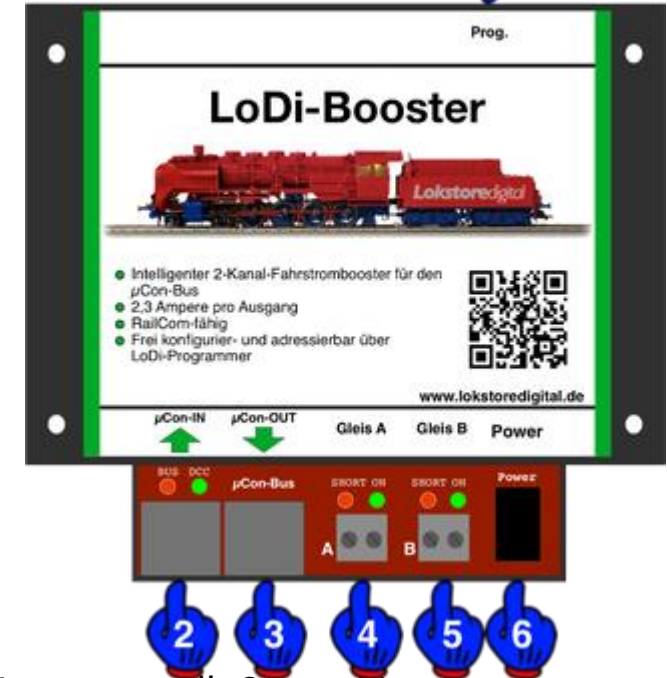 Prog.
LoDi-Booster
Lokstoredigital
Intelligenter 2-Kanal-Fahrstrombooster für den
µCon-Bus
2,3 Ampere pro Ausgang
RailCom-fähig
Frei konfigurier- und adressierbar über
LoDi-Programmer
www.lokstoredigital.de
µCon-IN µCon-OUT Gleis A Gleis B Power
BUS DCC µCon-Bus SHORT ON SHORT ON Power
A B
2 3 4 5 6